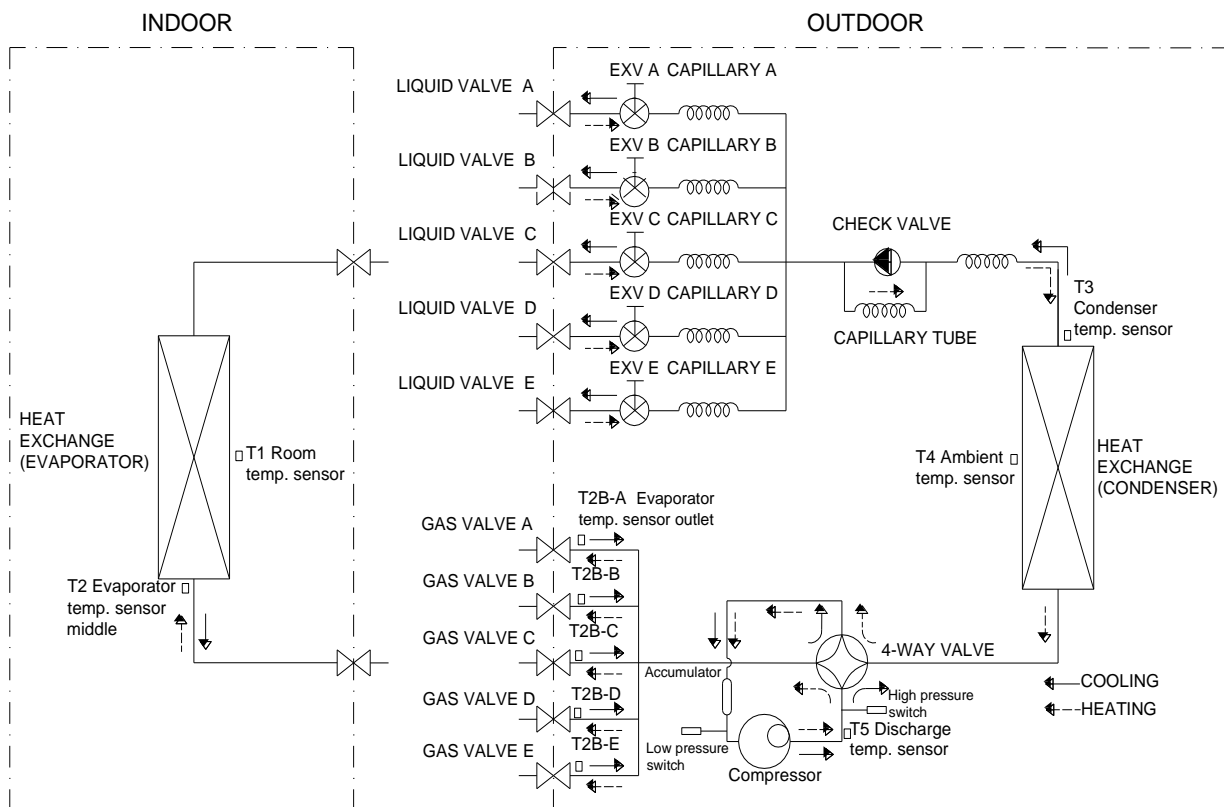 INDOOR
OUTDOOR
LIQUID VALVE A
EXV A CAPILLARY A
LIQUID VALVE B
EXV B CAPILLARY B
LIQUID VALVE C
EXV C CAPILLARY C
CHECK VALVE
LIQUID VALVE D
EXV D CAPILLARY D
CAPILLARY TUBE
T3
Condenser
temp. sensor
LIQUID VALVE E
EXV E CAPILLARY E
HEAT
EXCHANGE
(EVAPORATOR)
T1 Room
temp. sensor
T4 Ambient
temp. sensor
HEAT
EXCHANGE
(CONDENSER)
T2 Evaporator
temp. sensor
middle
GAS VALVE A
T2B-A Evaporator
temp. sensor outlet
GAS VALVE B
T2B-B
GAS VALVE C
T2B-C
GAS VALVE D
T2B-D
GAS VALVE E
T2B-E
Accumulator
4-WAY VALVE
High pressure
switch
Low pressure
switch
T5 Discharge
temp. sensor
Compressor
COOLING
HEATING